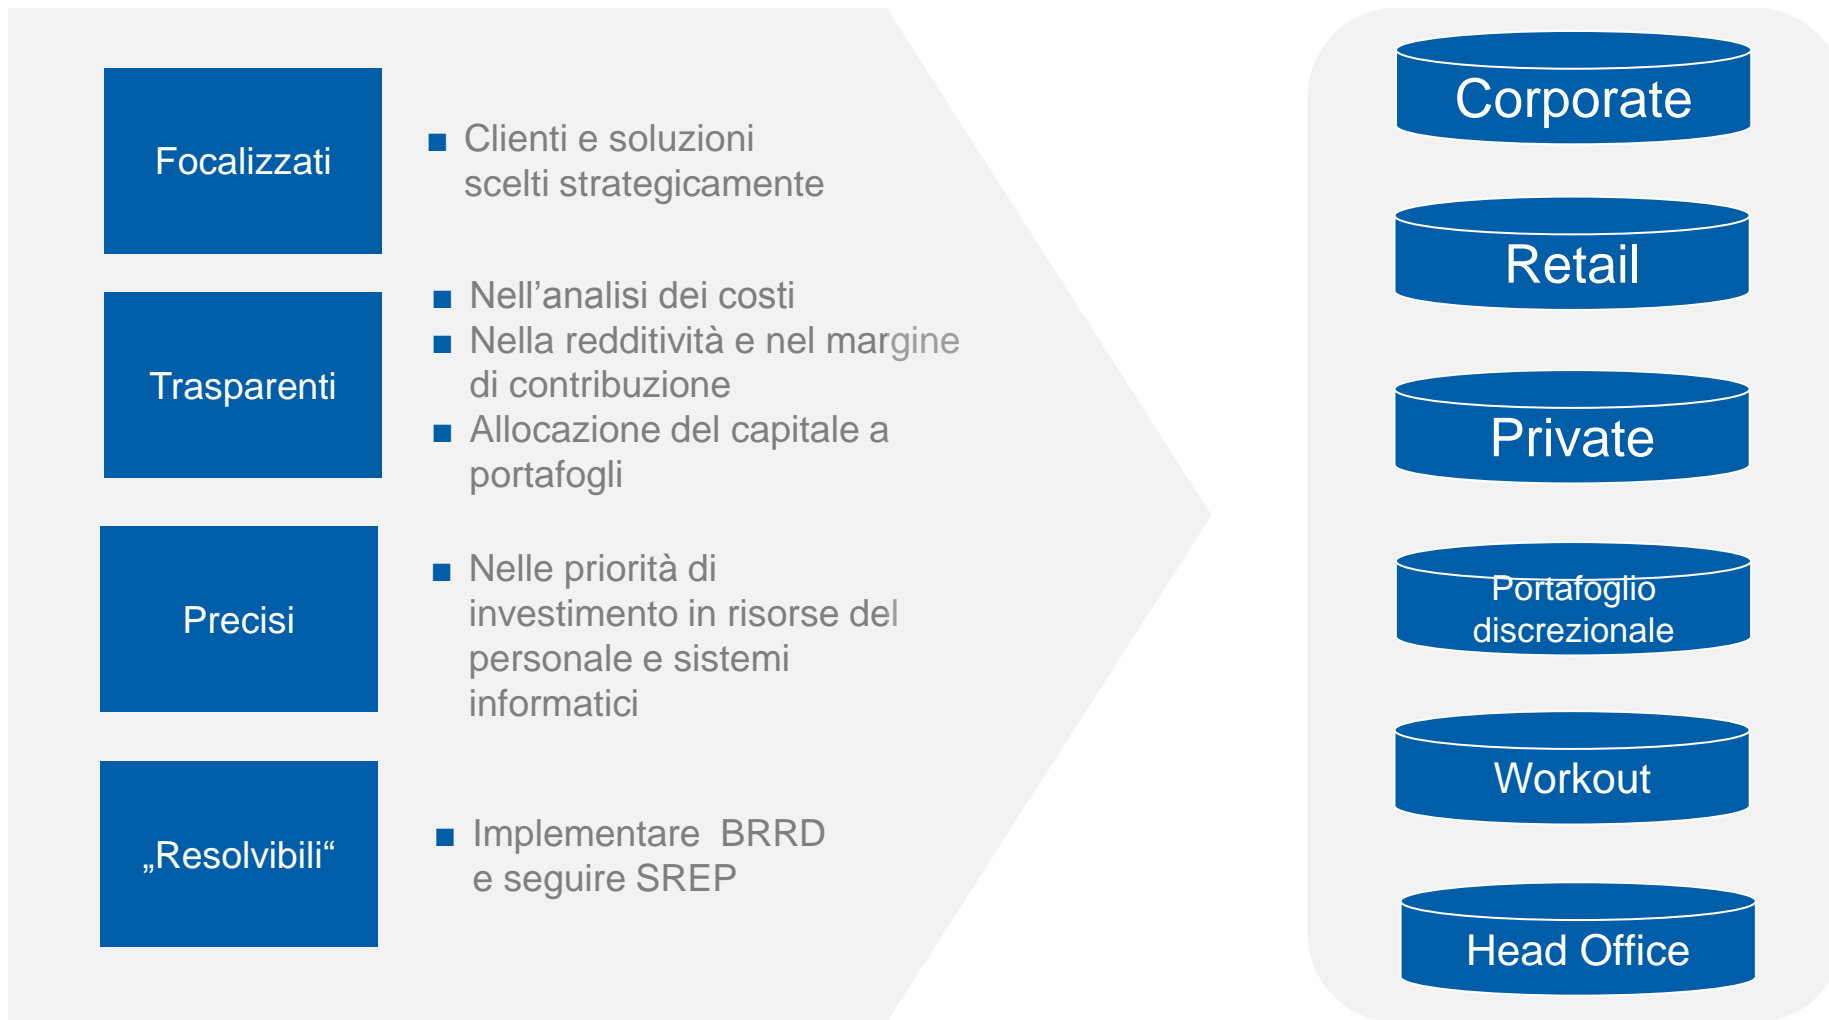 Focalizzati
■ Clienti e soluzioni
scelti strategicamente
Trasparenti
■ Nell’analisi dei costi
■ Nella redditività e nel margine
di contribuzione
■ Allocazione del capitale a
portafogli
Precisi
■ Nelle priorità di
investimento in risorse del
personale e sistemi
informatici
„Resolvibili“
■ Implementare  BRRD
e seguire SREP
Corporate
Retail
Private
Portafoglio
discrezionale
Workout
Head Office